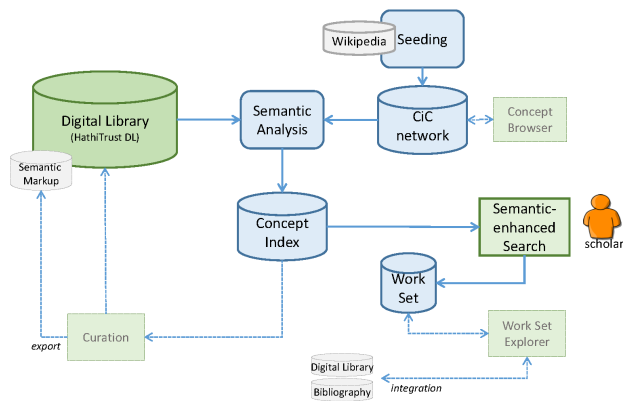 Wikipedia
Seeding
Digital Library
(HathiTrust DL)
Semantic
Analysis
CiC
network
Concept
Browser
Semantic
Markup
Concept
Index
Semantic-
enhanced
Search
scholar
Work
Set
Curation
export
Work Set
Explorer
Digital Library
Bibliography
integration